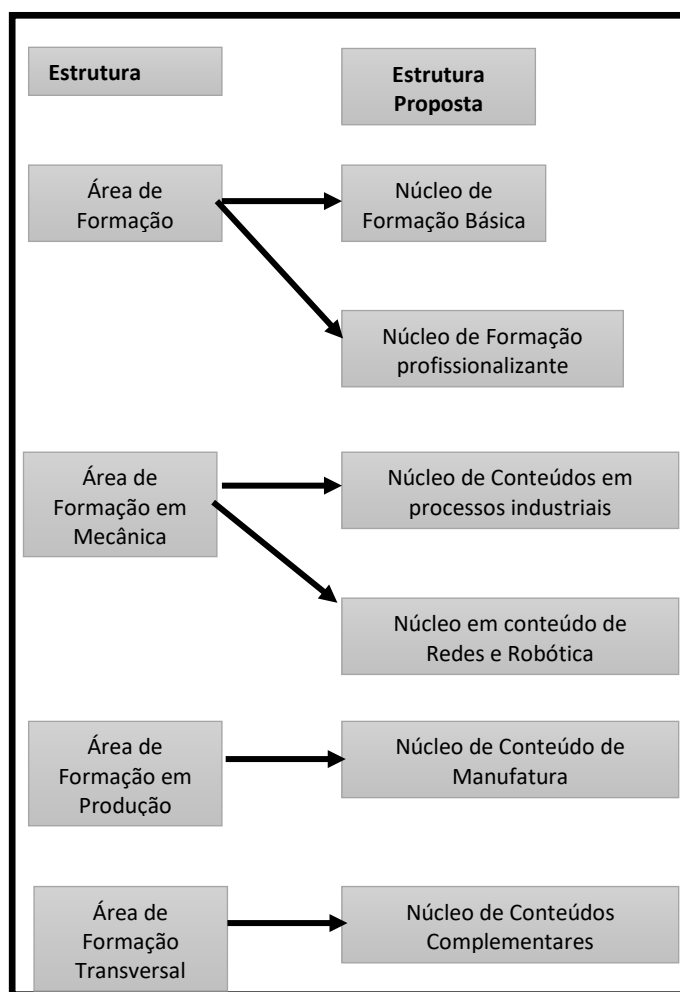 Estrutura
Estrutura
Proposta
Área de
Formação
Núcleo de
Formação Básica
Núcleo de Formação
profissionalizante
Área de
Formação em
Mecânica
Núcleo de Conteúdos em
processos industriais
Núcleo em conteúdo de
Redes e Robótica
Área de
Formação em
Produção
Núcleo de Conteúdo de
Manufatura
Área de
Formação
Transversal
Núcleo de Conteúdos
Complementares